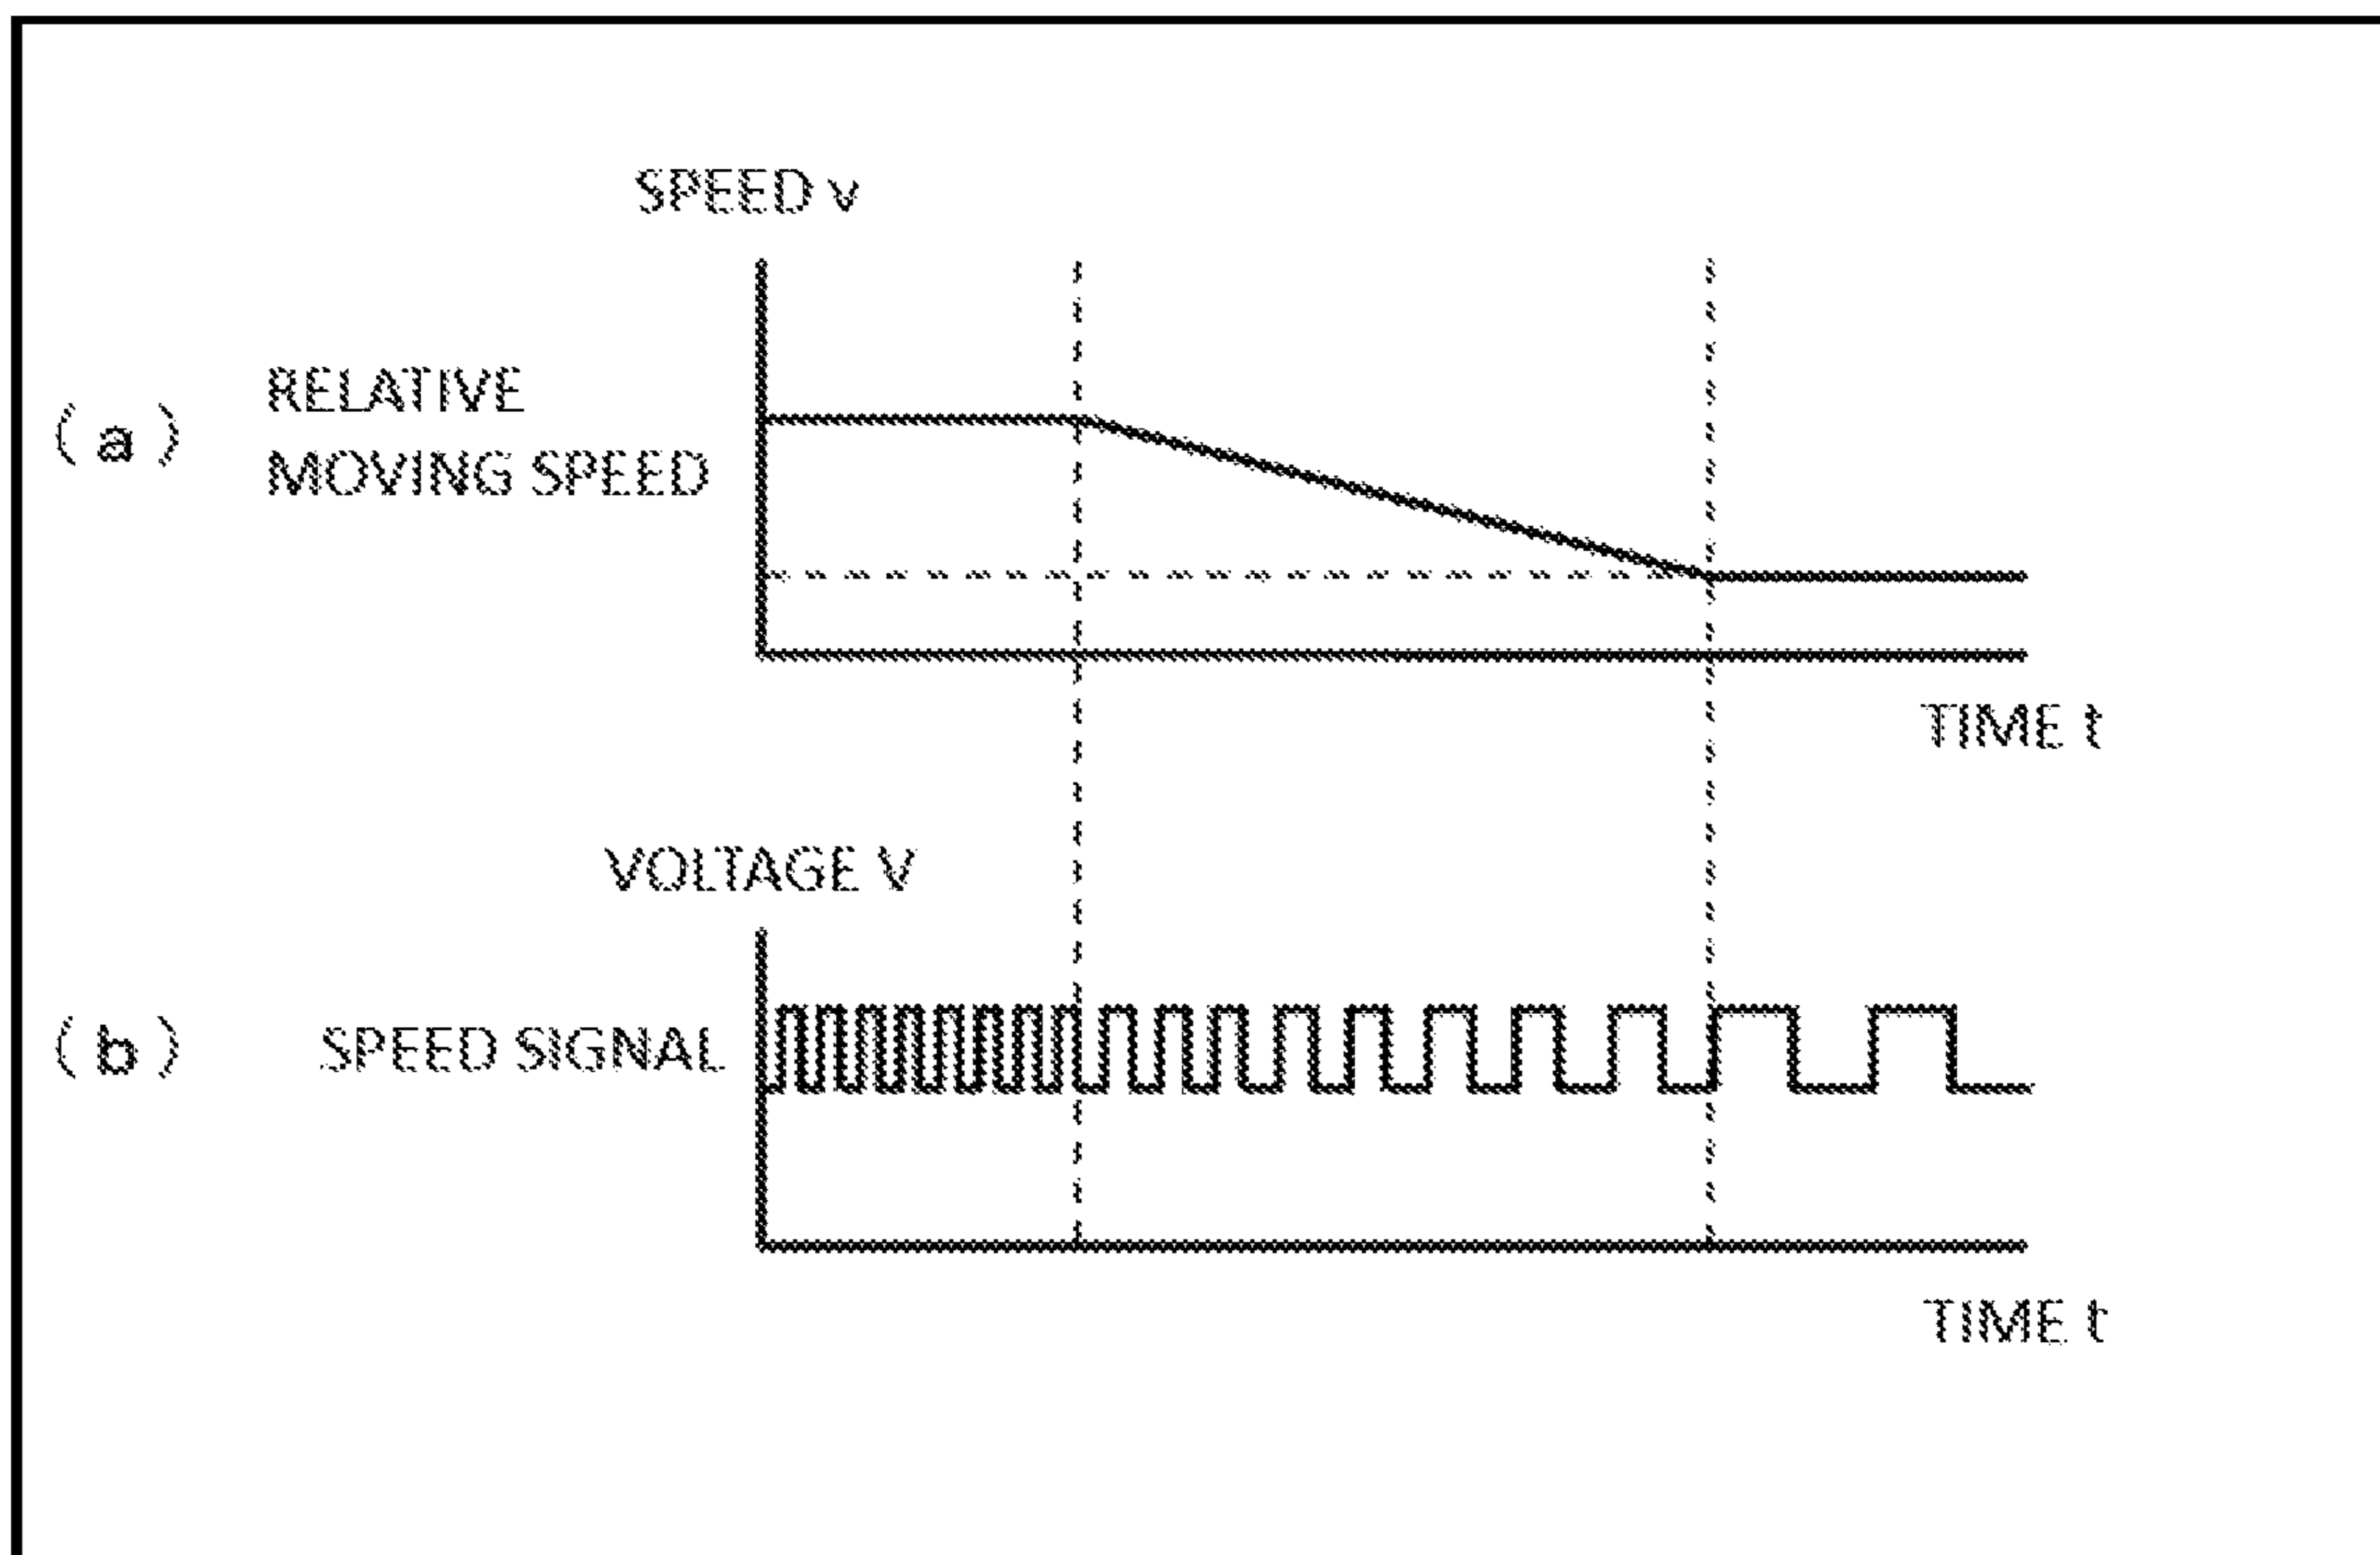 SPEED v
(a) RELATIVE
MOVING SPEED
TIME t
VOLTAGE V
(b) SPEED SIGNAL
TIME t